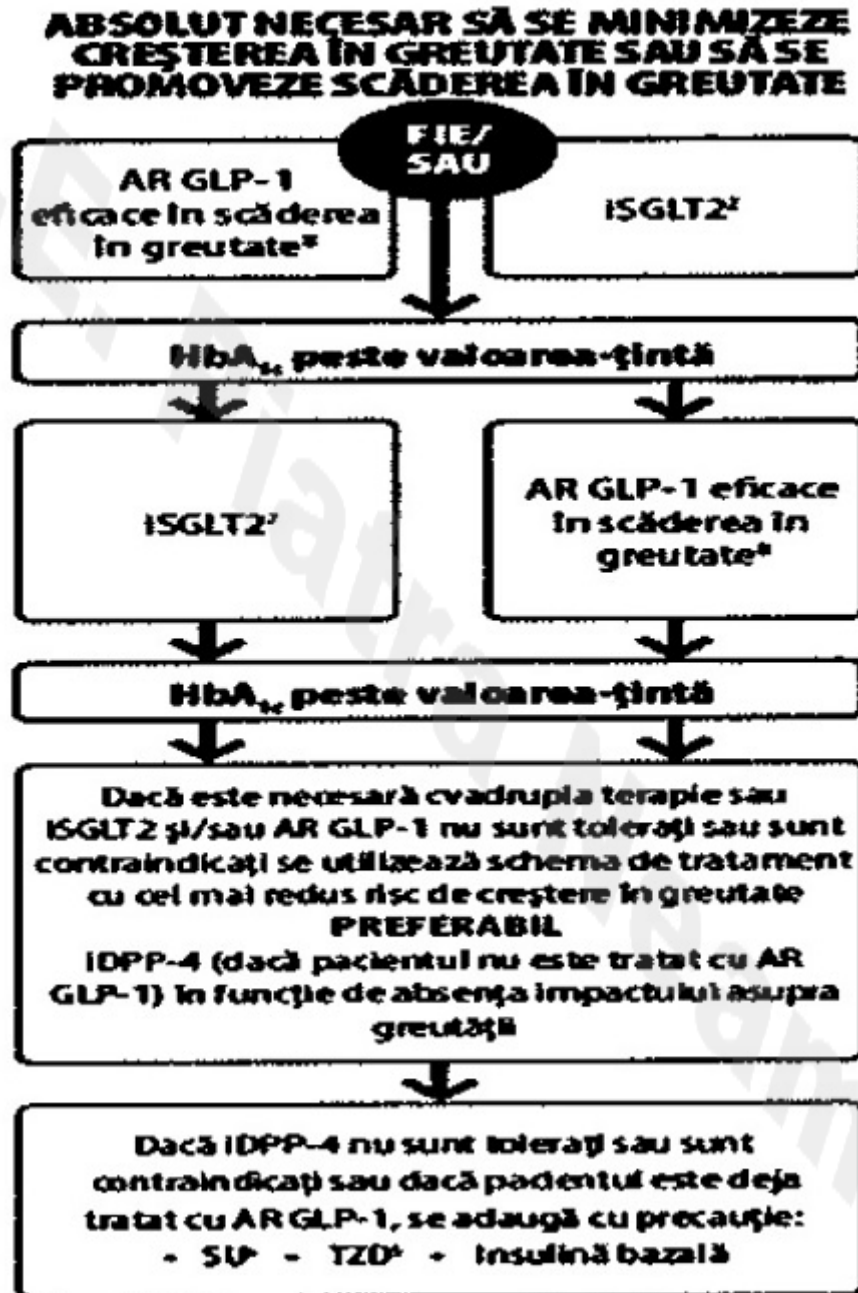 ABSOLUT NECESAR SĂ SE MINIMIZEZE
CREȘTEREA ÎN GREUTATE SAU SĂ SE
PROMOVEZE SCĂDEREA ÎN GREUTATE
FIE/
SAU
AR GLP-1
eficace în scăderea
în greutate
iSGLT2
HbA1c peste valoarea-țintă
iSGLT2
AR GLP-1 eficace
în scăderea în
greutate
HbA1c peste valoarea-țintă
Dacă este necesară cvadrupla terapie sau
iSGLT2 și/sau AR GLP-1 nu sunt tolerați sau sunt
contraindicați se utilizează schema de tratament
cu cel mai redus risc de creștere în greutate
PREFERABIL
iDPP-4 (dacă pacientul nu este tratat cu AR
GLP-1) în funcție de absența impactului asupra
greutății
Dacă iDPP-4 nu sunt tolerați sau sunt
contraindicați sau dacă pacientul este deja
tratat cu AR GLP-1, se adaugă cu precauție:
- SU - TZD - Insulină bazală
E. Piatra Neam